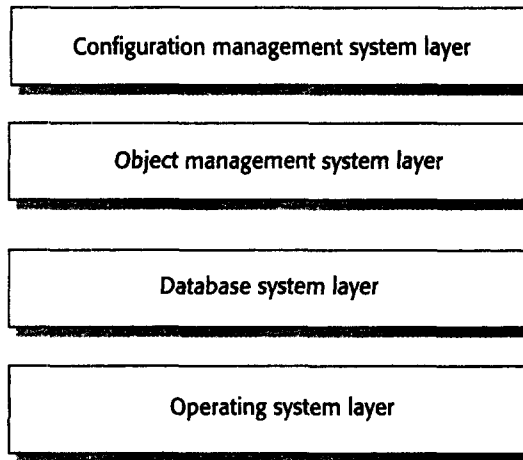 Configuration management system layer
Object management system layer
Database system layer
Operating system layer